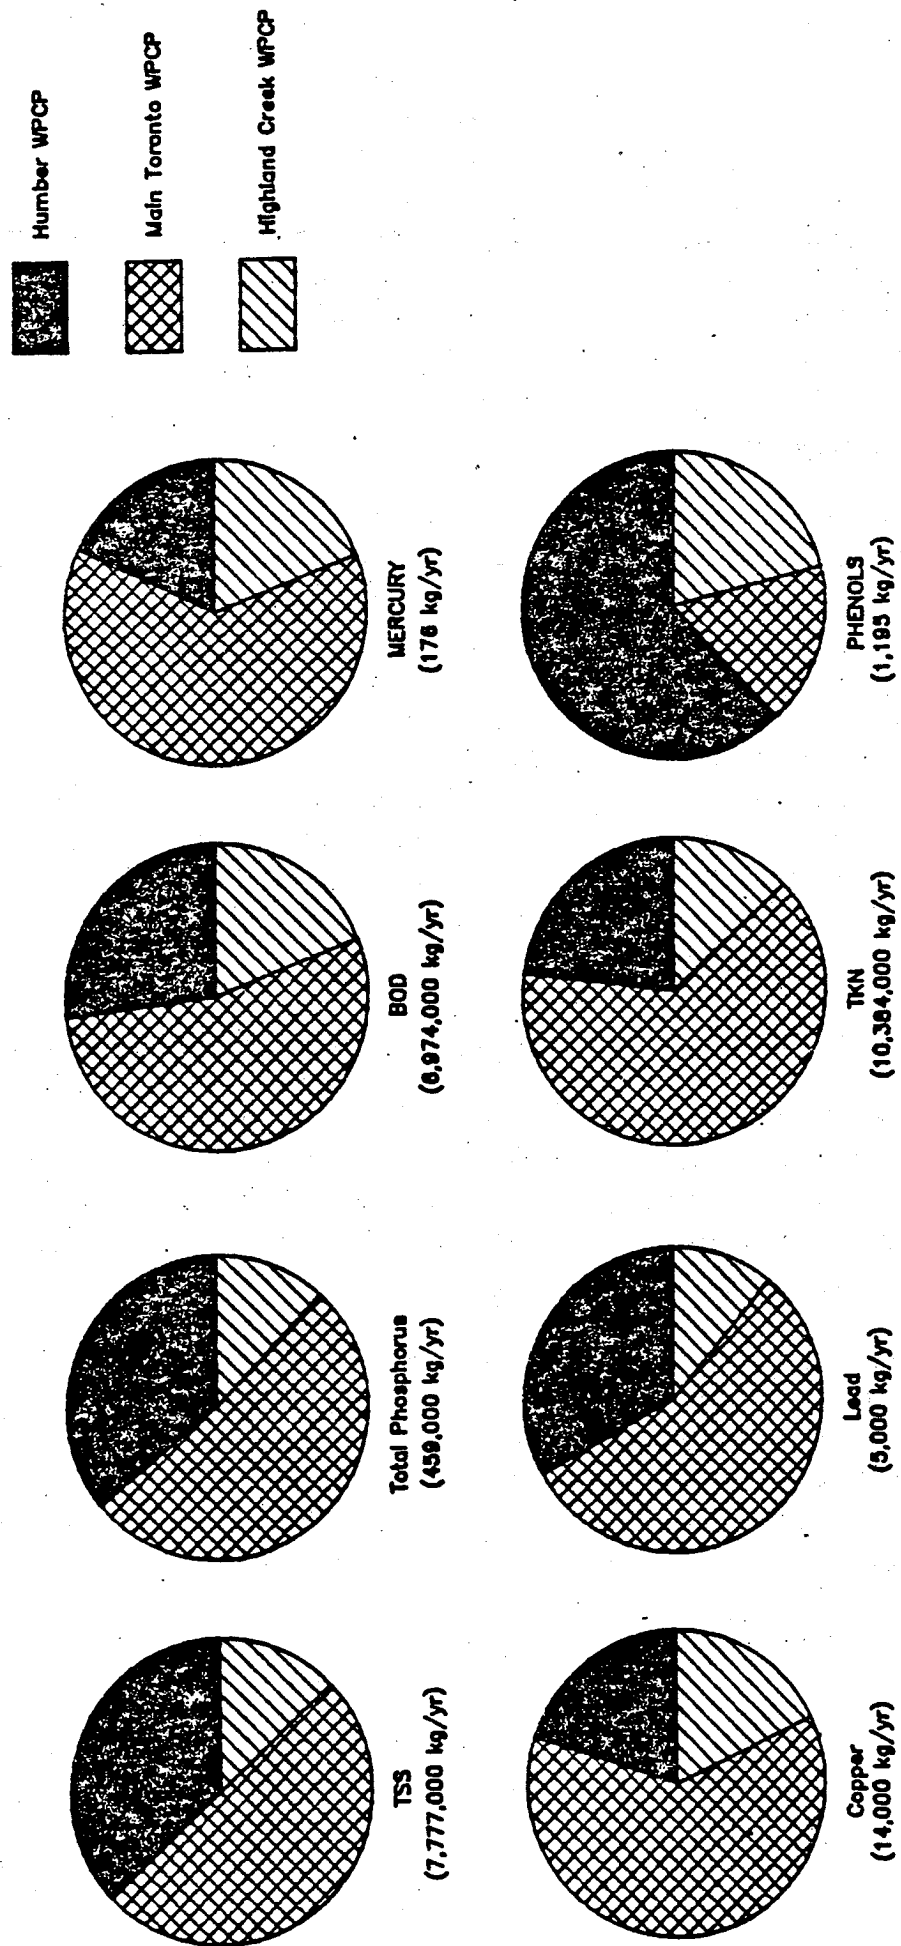 Humber WPCP
Main Toronto WPCP
Highland Creek WPCP
TSS
(7,777,000 kg/yr)
Total Phosphorus
(459,000 kg/yr)
BOD
(6,974,000 kg/yr)
MERCURY
(176 kg/yr)
Copper
(14,000 kg/yr)
Lead
(5,000 kg/yr)
TKN
(10,384,000 kg/yr)
PHENOLS
(1,195 kg/yr)